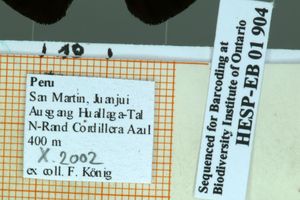 10
Peru
San Martin, Juanjui
Ausgang Huallaga-Tal
N-Rand Cordillera Azul
400 m
X. 2002
ex coll. F. König
Sequenced for Barcoding at
Biodiversity Institute of Ontario
HESP-EB 01 904